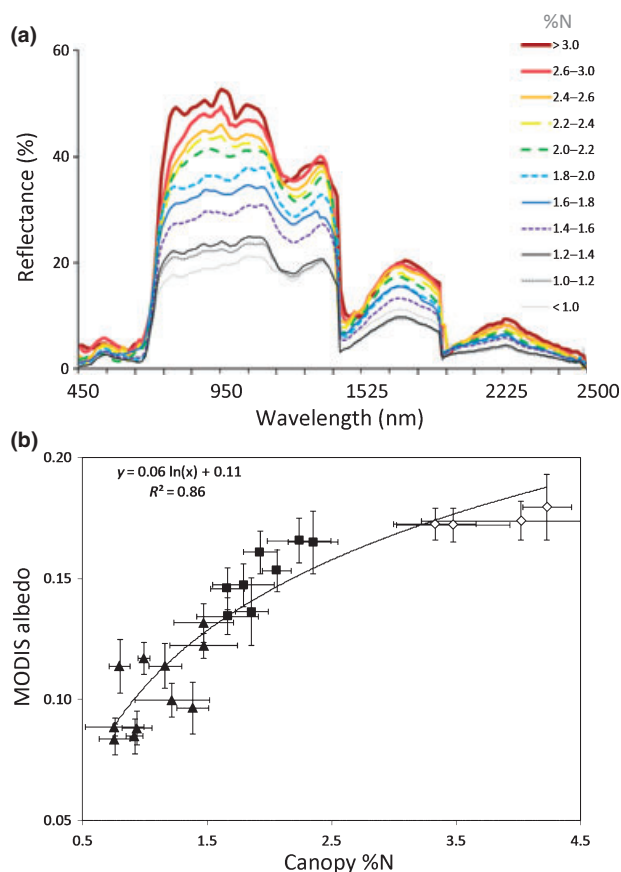 (a)
%N
> 3.0
2.6–3.0
2.4–2.6
2.2–2.4
2.0–2.2
1.8–2.0
1.6–1.8
1.4–1.6
1.2–1.4
1.0–1.2
< 1.0
60
40
20
0
Reflectance (%)
450 950 1525 2225 2500
Wavelength (nm)
(b)
y = 0.06 ln(x) + 0.11
R² = 0.86
0.20
0.15
0.10
0.05
MODIS albedo
0.5 1.5 2.5 3.5 4.5
Canopy %N